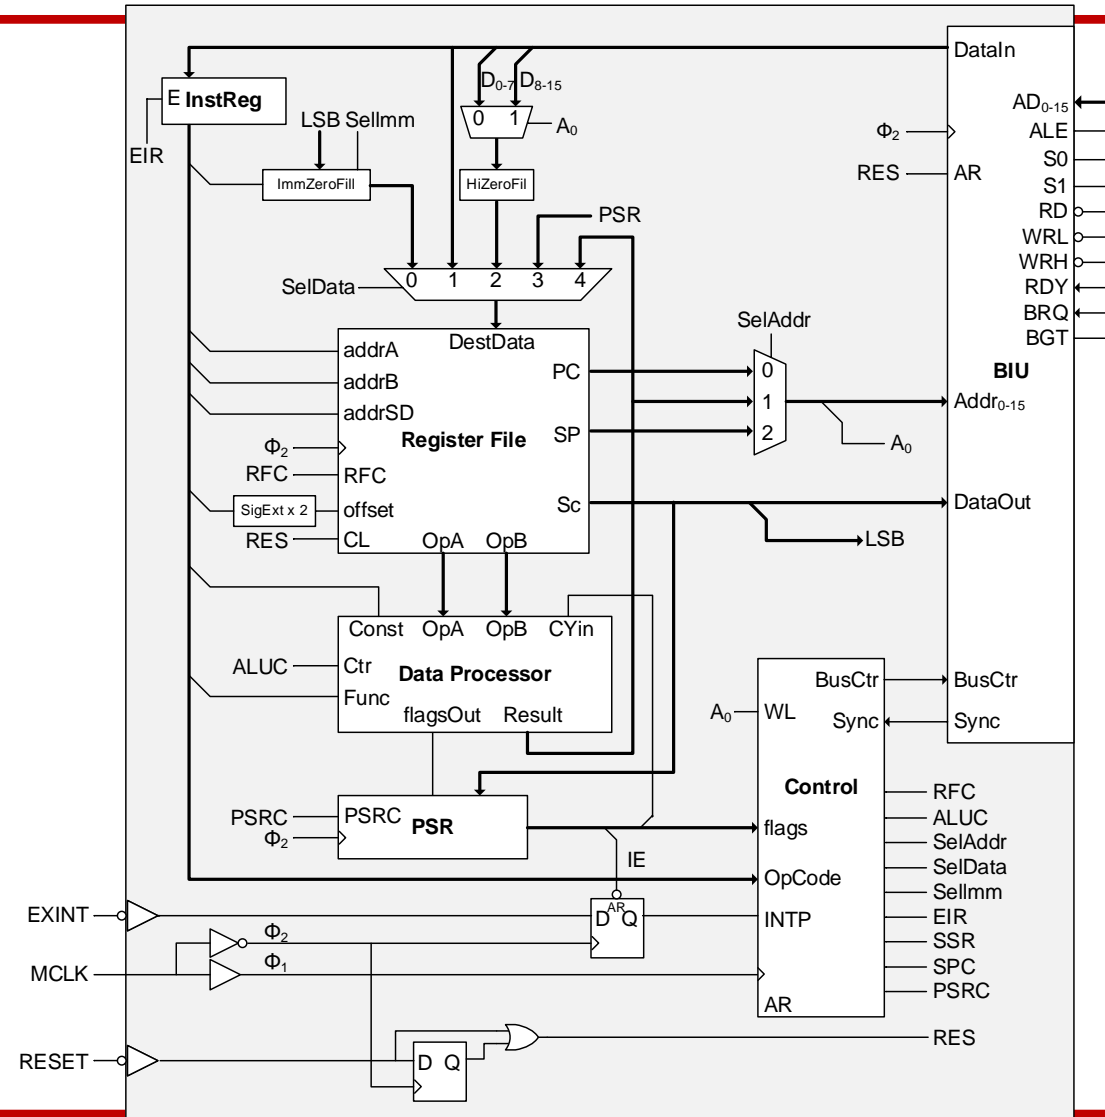 DataIn
D0-7 D8-15
E InstReg
AD0-15
0 1
LSB SelImm
A0
Φ2
ALE
EIR
S0
RES
AR
ImmZeroFill
HiZeroFil
S1
RD
PSR
WRL
WRH
SelData
0 1 2 3 4
RDY
BRQ
SelAddr
BGT
DestData
addrA
PC
0
BIU
addrB
1
Addr0-15
addrSD
SP
2
Register File
A0
Φ2
RFC
RFC
SigExt x 2
offset
Sc
DataOut
RES
CL
OpA OpB
LSB
Const OpA OpB CYin
ALUC
Ctr
Data Processor
BusCtr
BusCtr
Func
flagsOut Result
A0
WL
Sync
Sync
Control
RFC
PSRC
PSRC
PSR
ALUC
flags
Φ2
SelAddr
IE
SelData
OpCode
SelImm
AR
EXINT
D Q
INTP
EIR
Φ2
SSR
MCLK
Φ1
SPC
PSRC
AR
RES
RESET
D Q